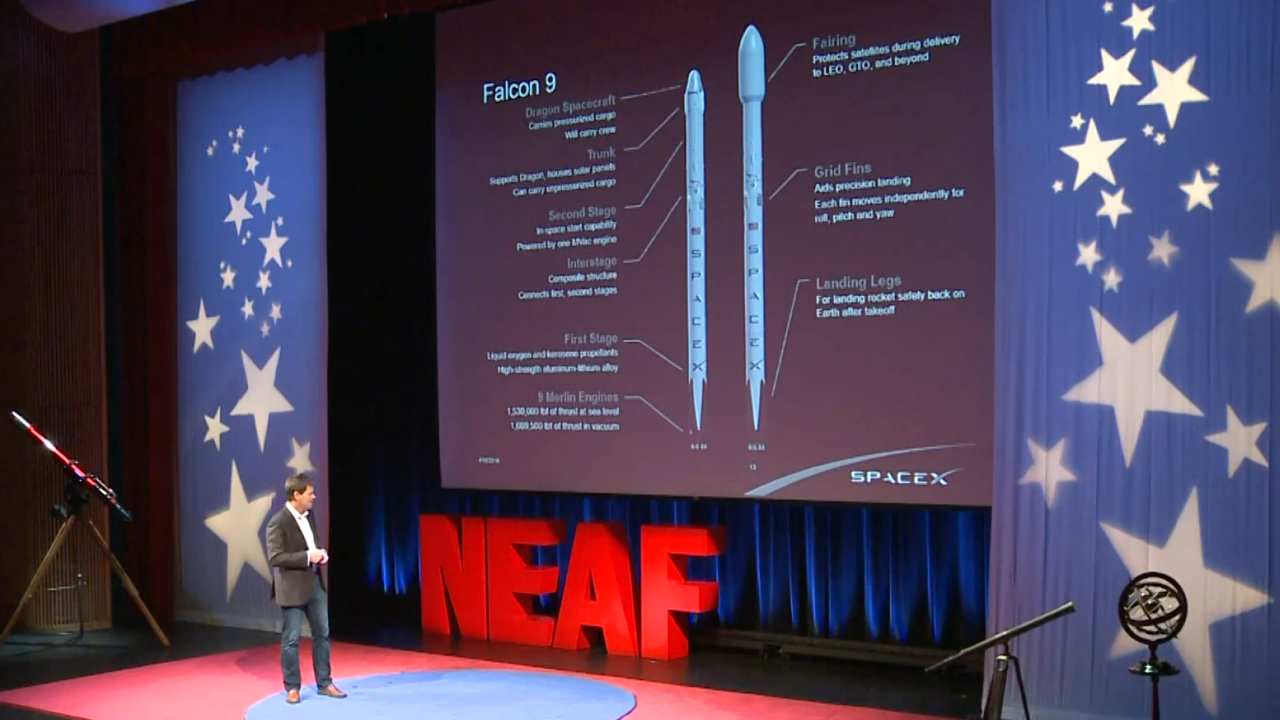 Falcon 9
Dragon Spacecraft
Carries pressurized cargo
Will carry crew
Trunk
Supports Dragon, houses solar panels
Can carry unpressurized cargo
Second Stage
In-space start capability
Powered by one MVac engine
Interstage
Composite structure
Connects first, second stages
First Stage
Liquid oxygen and kerosene propellants
High-strength aluminum-lithium alloy
9 Merlin Engines
1,530,000 lbf of thrust at sea level
lbf of thrust in vacuum
SPACEX
SPACEX
Fairing
Protects satellites during delivery
to LEO, GTO, and beyond
Grid Fins
Aids precision landing
Each fin moves independently for
roll, pitch and yaw
Landing Legs
For landing rocket safely back on
Earth after takeoff
13
SPACEX
NEAF